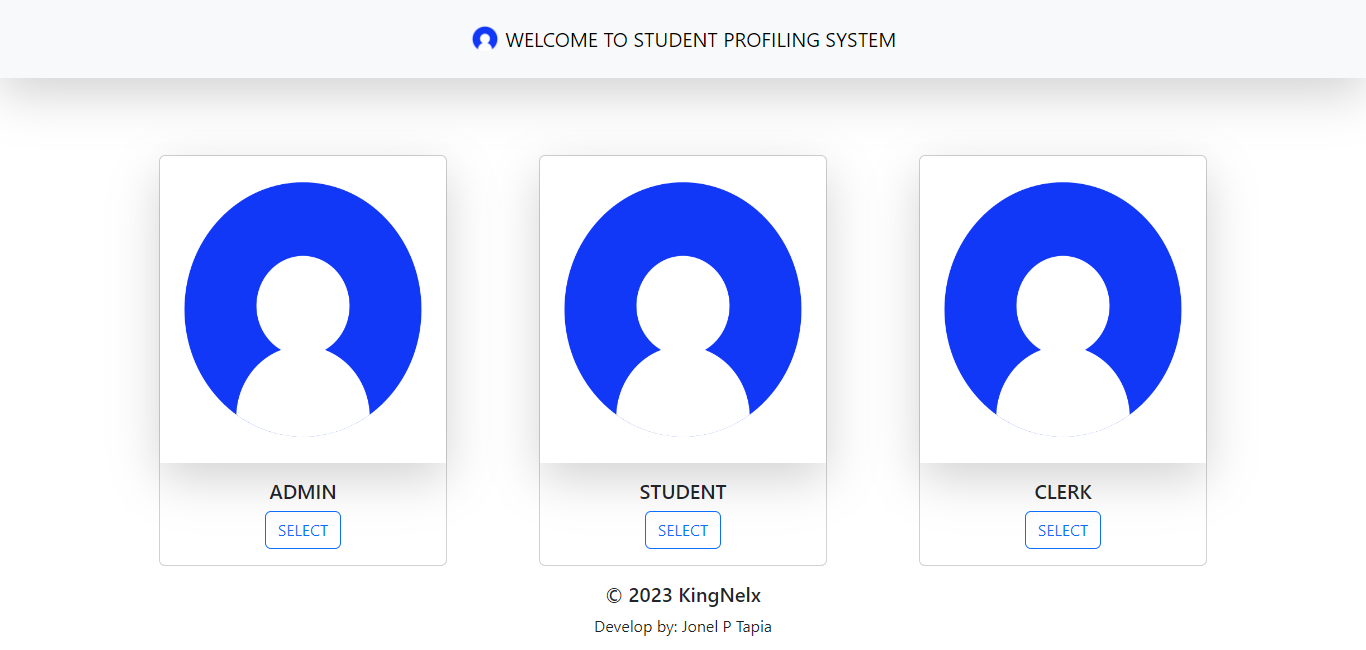 WELCOME TO STUDENT PROFILING SYSTEM
ADMIN
SELECT
STUDENT
SELECT
CLERK
SELECT
© 2023 KingNelx
Develop by: Jonel P Tapia